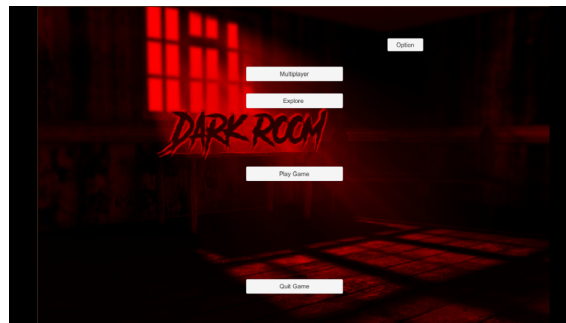 Option
Multiplayer
Explore
DARK ROOM
Play Game
Quit Game